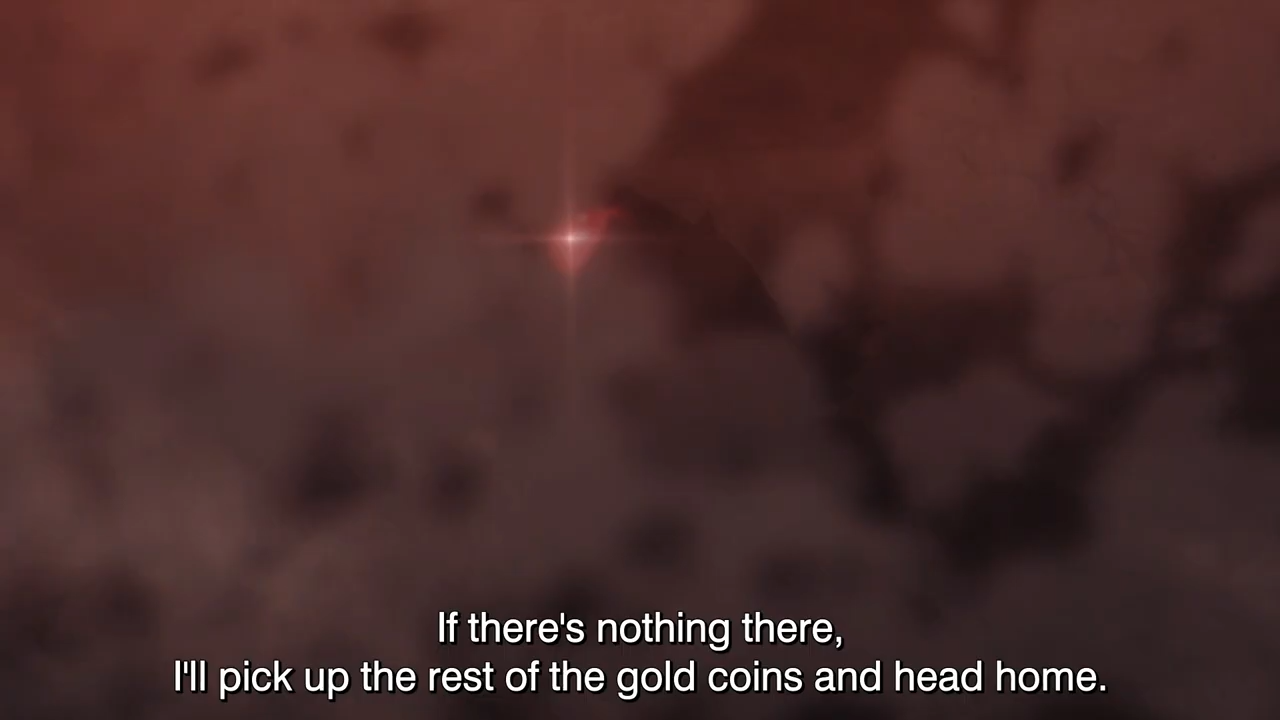 If there's nothing there,
I'll pick up the rest of the gold coins and head home.